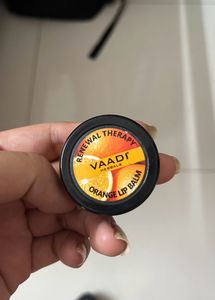 RENEWAL THERAPY
VAADI
HERBALS
ORANGE LIP BALM